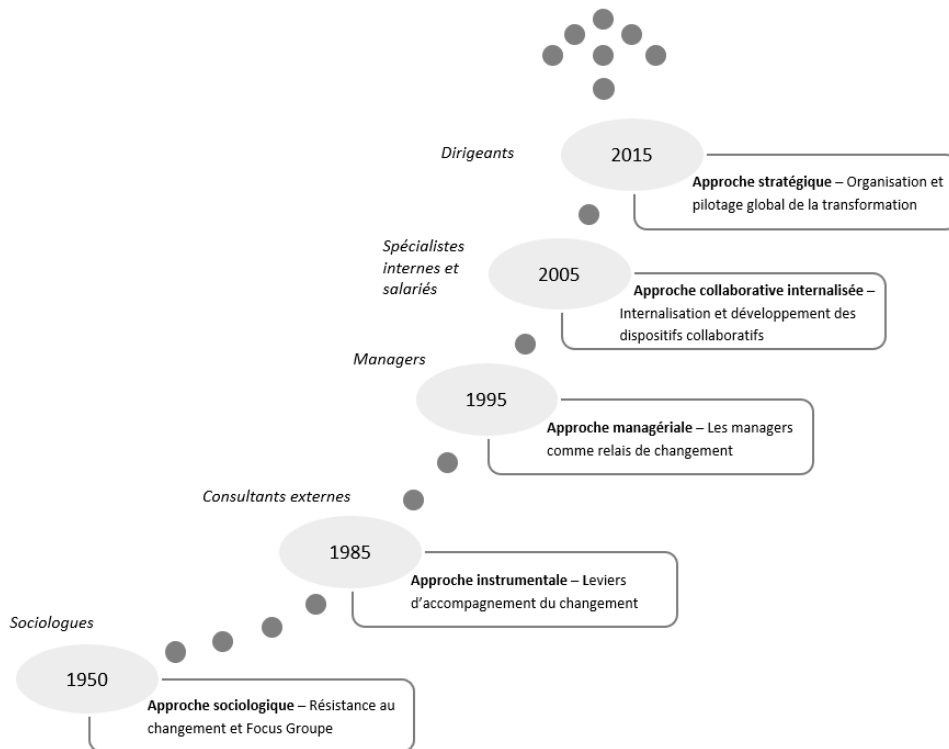 Dirigeants
2015
Approche stratégique – Organisation et
pilotage global de la transformation
Spécialistes
internes et
salariés
2005
Approche collaborative internalisée –
Internalisation et développement des
dispositifs collaboratifs
Managers
1995
Approche managériale – Les managers
comme relais de changement
Consultants externes
1985
Approche instrumentale – Leviers
d’accompagnement du changement
Sociologues
1950
Approche sociologique – Résistance au
changement et Focus Groupe